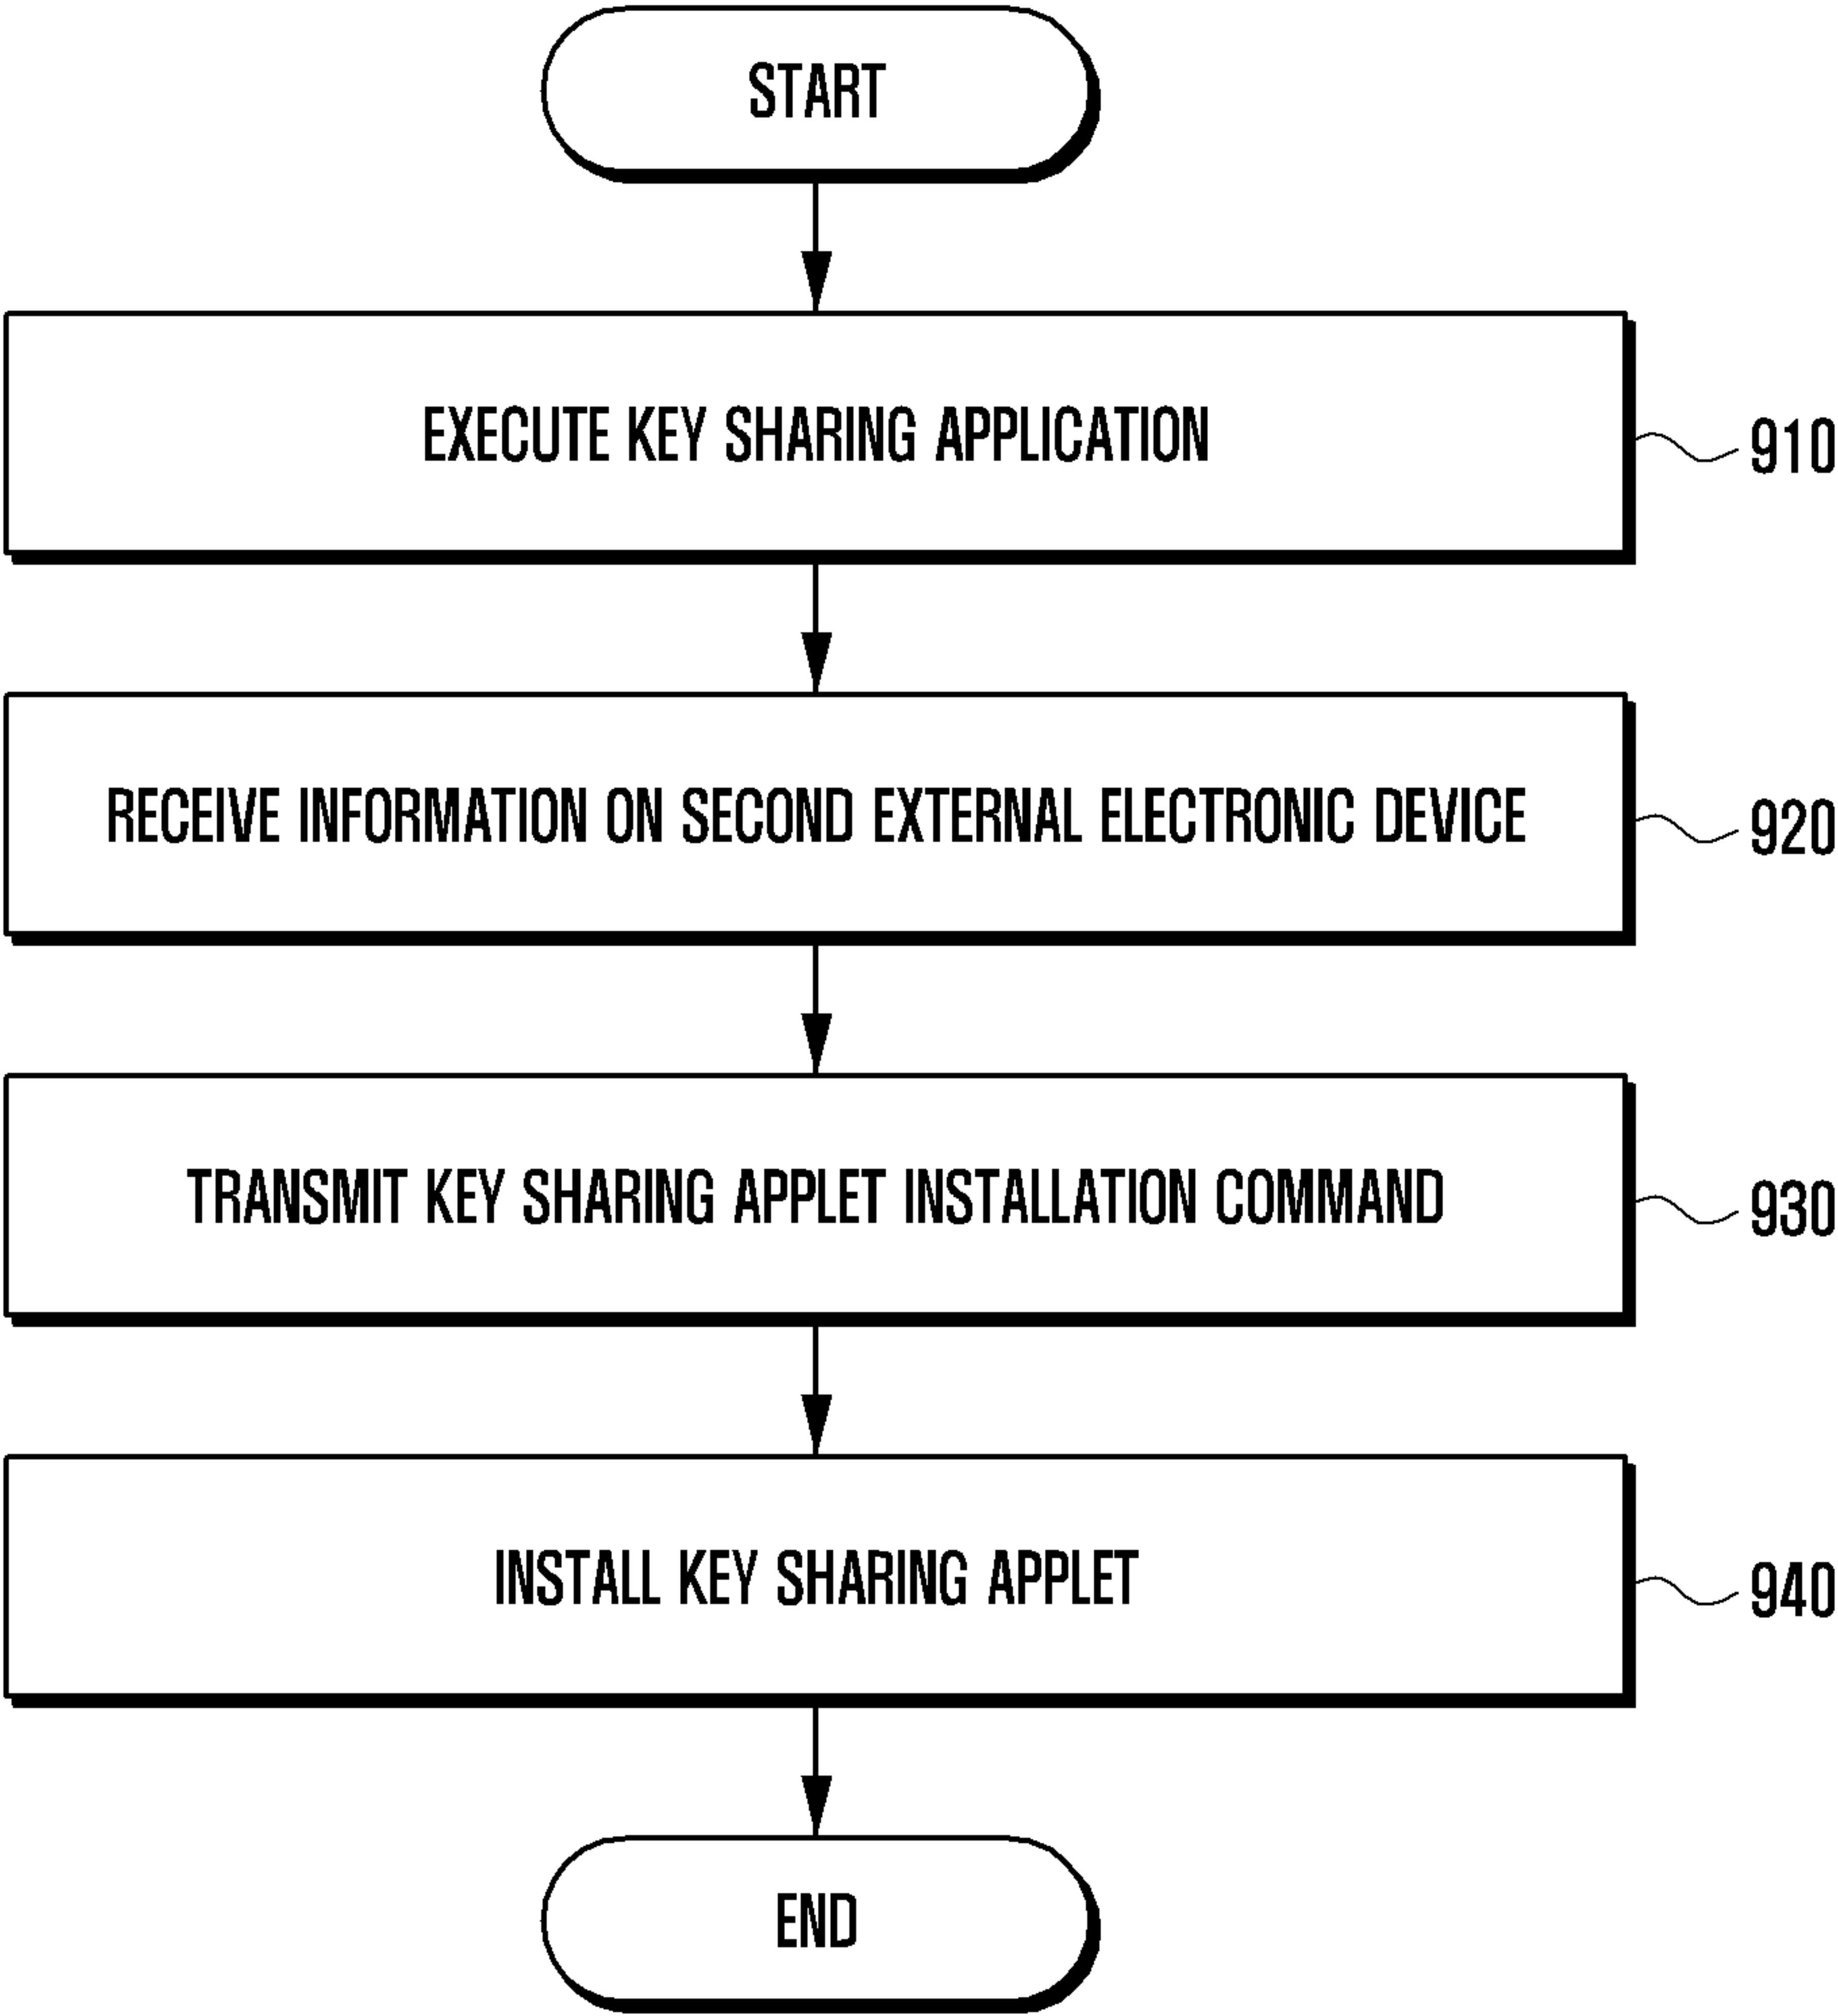 START
EXECUTE KEY SHARING APPLICATION
910
RECEIVE INFORMATION ON SECOND EXTERNAL ELECTRONIC DEVICE
920
TRANSMIT KEY SHARING APPLET INSTALLATION COMMAND
930
INSTALL KEY SHARING APPLET
940
END